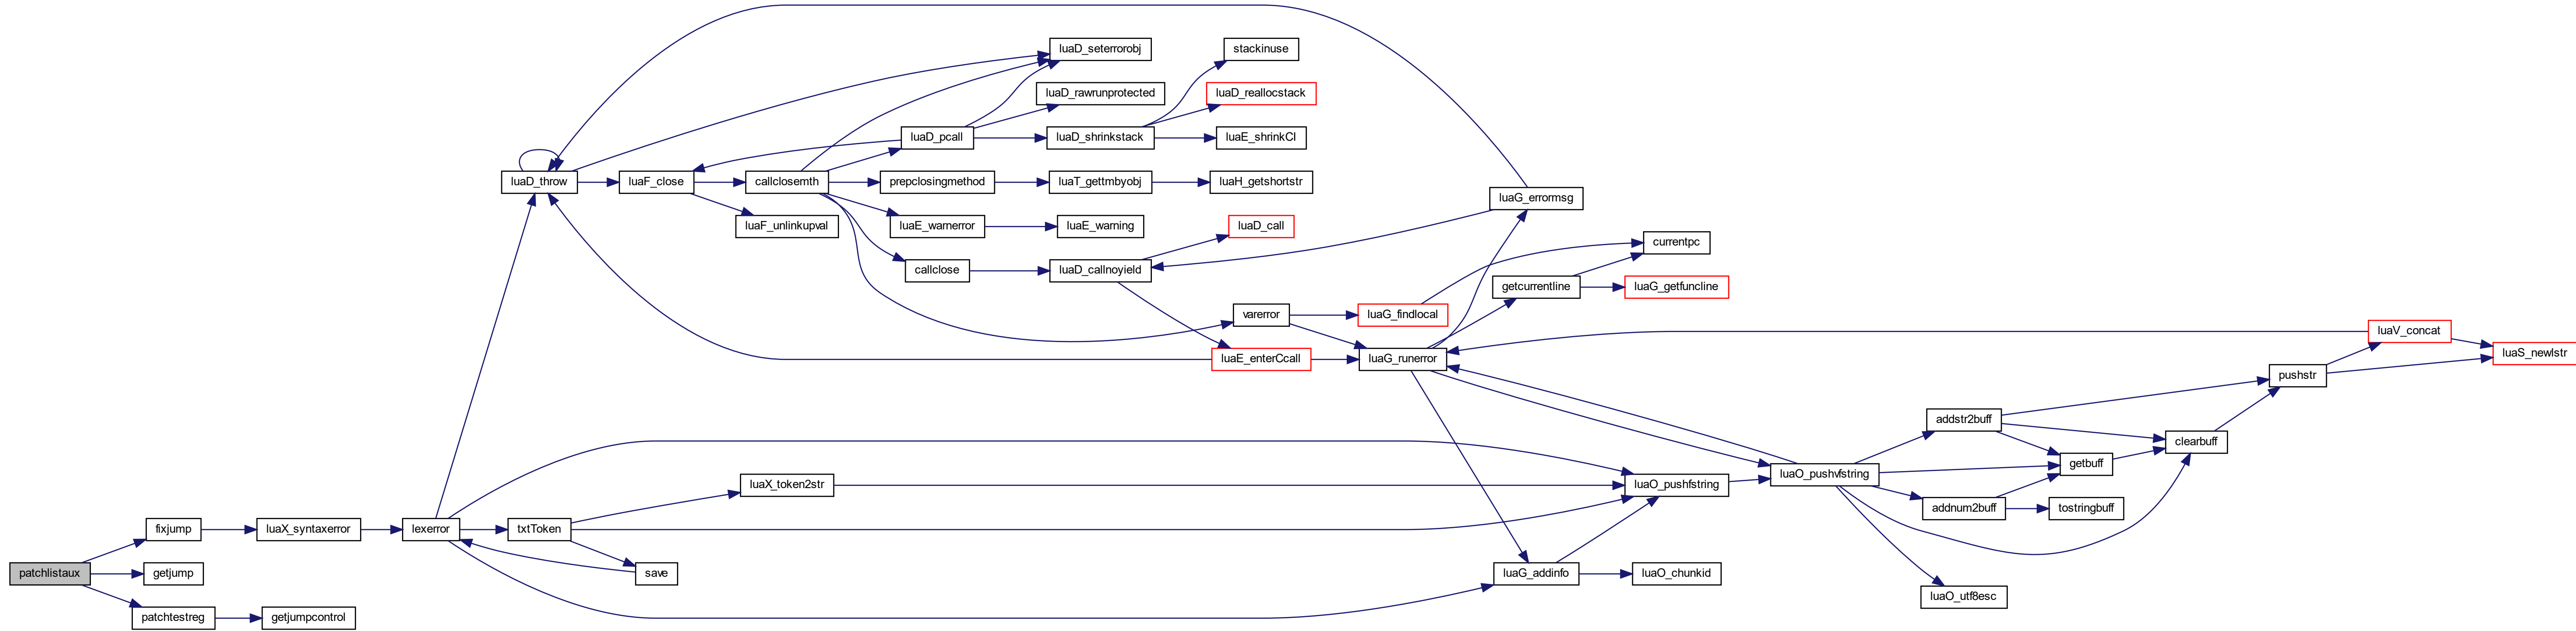 luaD_seterrorobj
stackinuse
luaD_rawrunprotected
luaD_reallocstack
luaD_pcall
luaD_shrinkstack
luaE_shrinkCI
luaD_throw
luaF_close
callclosemth
prepclosingmethod
luaT_gettmbyobj
luaH_getshortstr
luaG_errormsg
luaF_unlinkupval
luaE_warnerror
luaE_warning
luaD_call
currentpc
callclose
luaD_callnoyield
getcurrentline
luaG_getfuncline
varerror
luaG_findlocal
luaV_concat
luaE_enterCcall
luaG_runerror
luaS_newlstr
pushstr
addstr2buff
clearbuff
getbuff
luaX_token2str
luaO_pushfstring
luaO_pushvfstring
addnum2buff
tostringbuff
fixjump
luaX_syntaxerror
lexerror
txtToken
patchlistaux
getjump
save
luaG_addinfo
luaO_chunkid
luaO_utf8esc
patchtestreg
getjumpcontrol